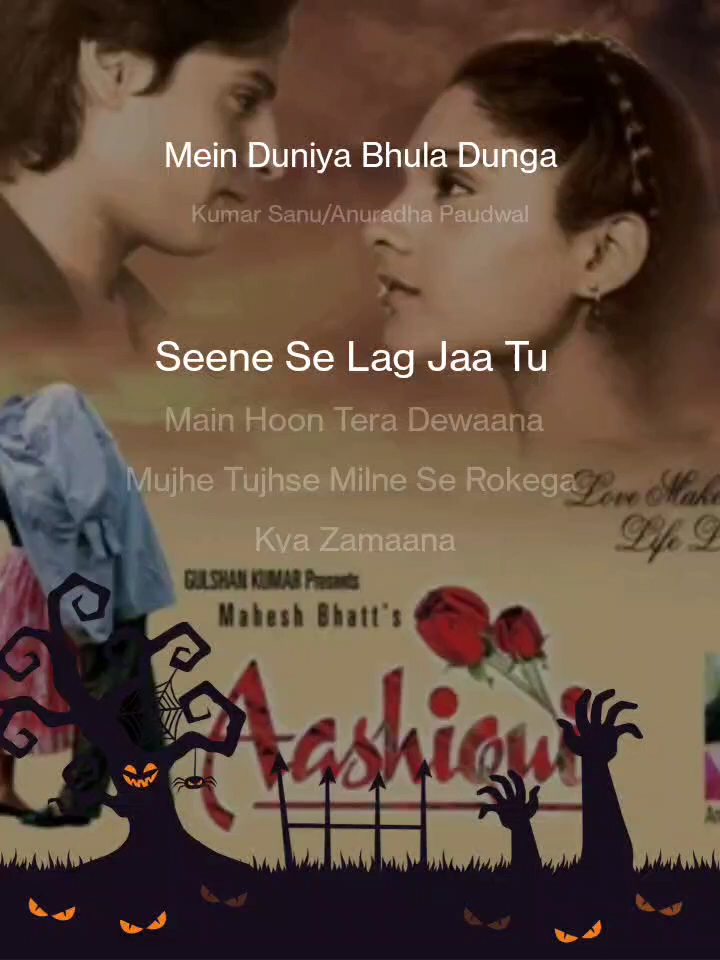 Mein Duniya Bhula Dunga
Kumar Sanu/Anuradha Paudwal
Seene Se Lag Jaa Tu
Main Hoon Tera Dewaana
Mujhe Tujhse Milne Se Rokega
Kya Zamaana
Love Make
Life L
GULSHAN KUMAR Presents
Mahesh Bhatt's
Aashiqui